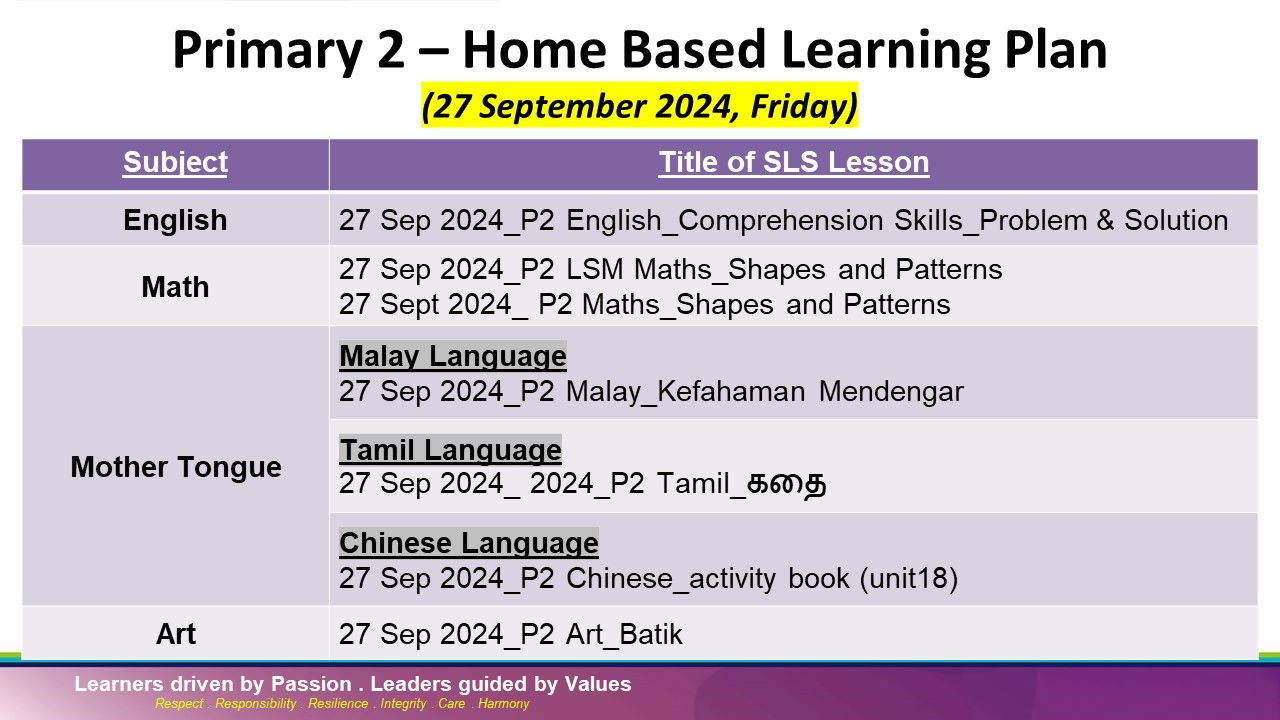 Primary 2 – Home Based Learning Plan
(27 September 2024, Friday)
Subject
Title of SLS Lesson
English
27 Sep 2024_P2 English_Comprehension Skills_Problem & Solution
Math
27 Sep 2024_P2 LSM Maths_Shapes and Patterns
27 Sept 2024_ P2 Maths_Shapes and Patterns
Mother Tongue
Malay Language
27 Sep 2024_P2 Malay_Kefahaman Mendengar
Tamil Language
27 Sep 2024_ 2024_P2 Tamil_கதை
Chinese Language
27 Sep 2024_P2 Chinese_activity book (unit18)
Art
27 Sep 2024_P2 Art_Batik
Learners driven by Passion . Leaders guided by Values
Respect . Responsibility . Resilience . Integrity . Care . Harmony